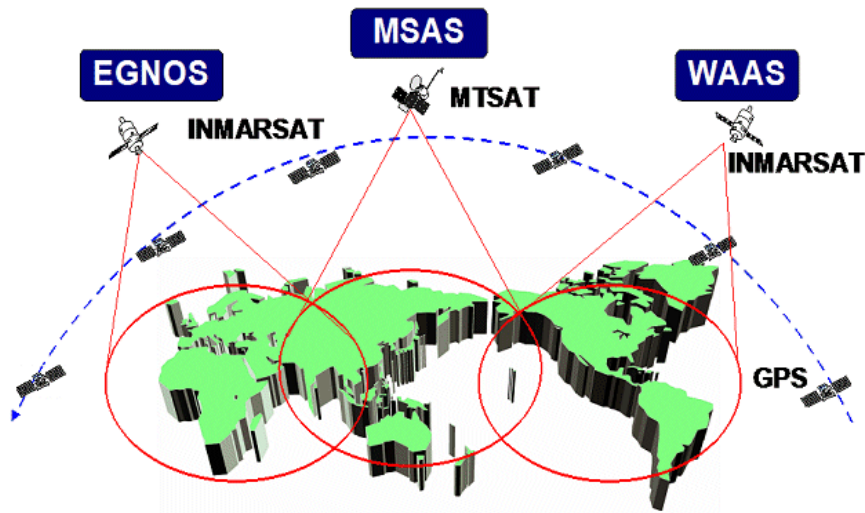 MSAS
EGNOS
WAAS
MTSAT
INMARSAT
INMARSAT
GPS